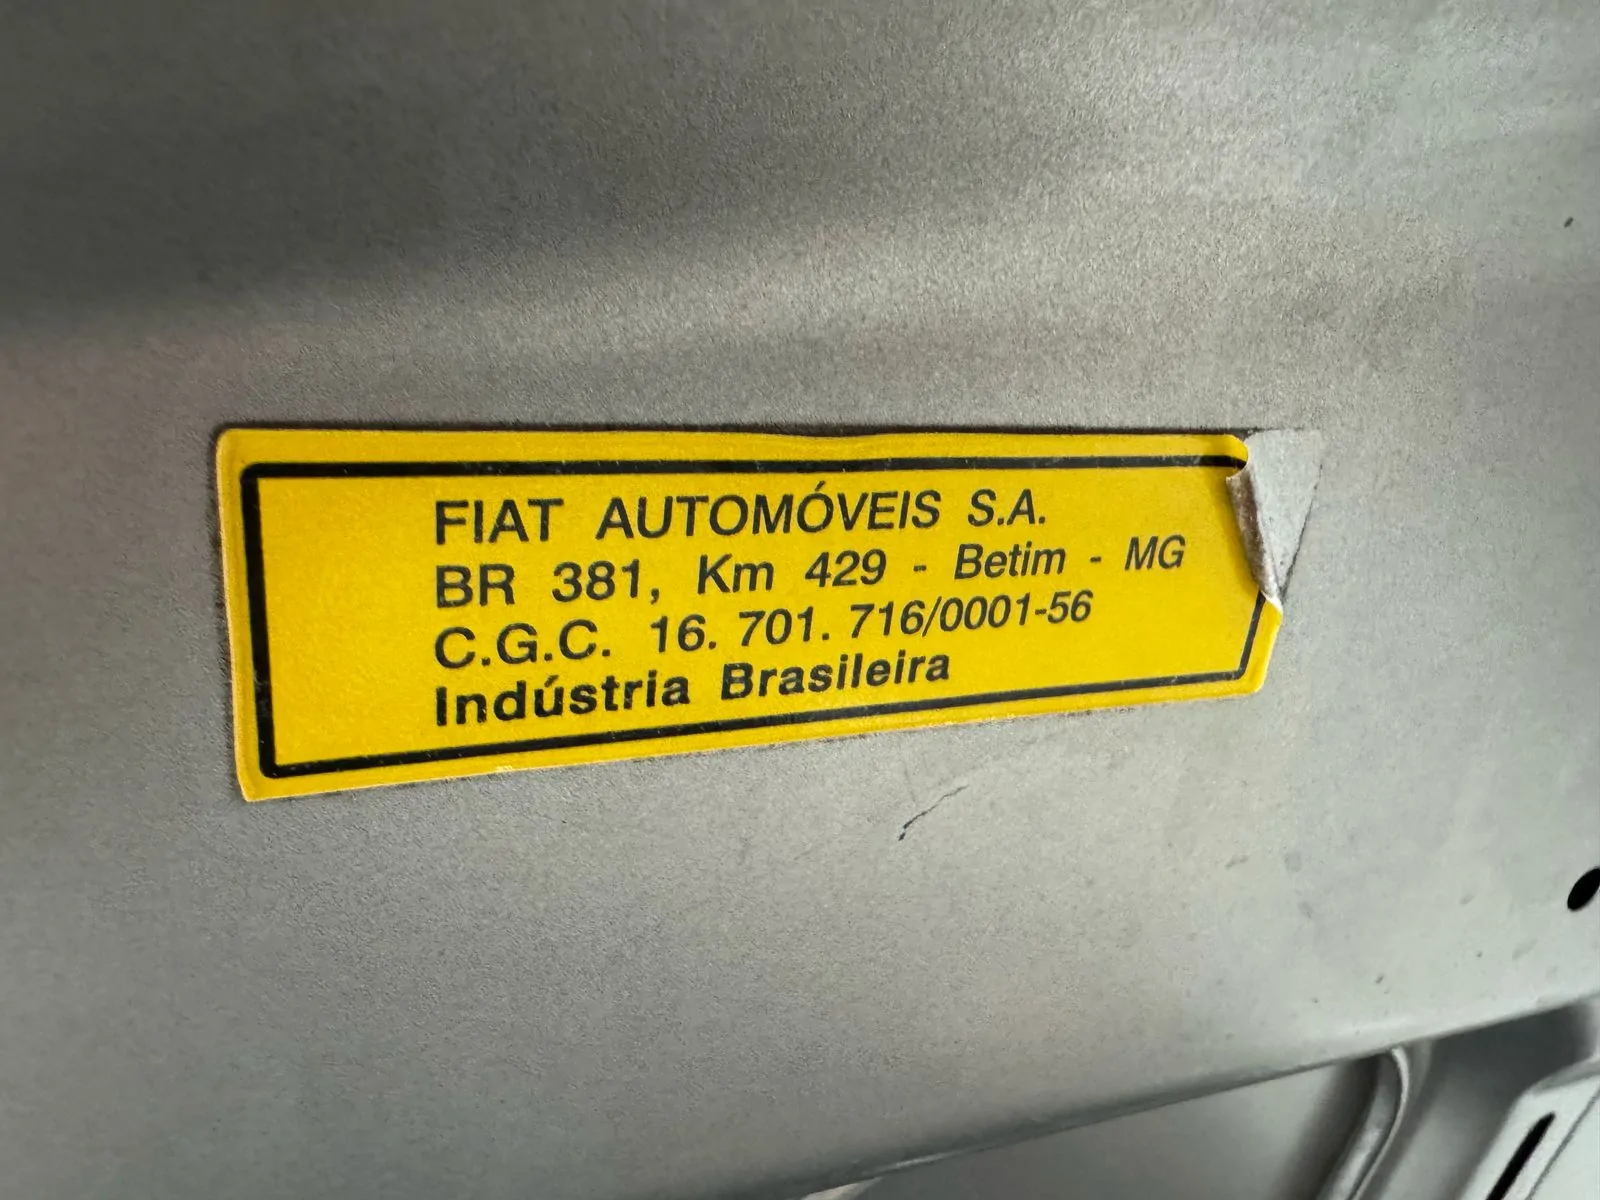 FIAT AUTOMÓVEIS S.A.
BR 381, Km 429 - Betim - MG
C.G.C. 16. 701. 716/0001-56
Indústria Brasileira